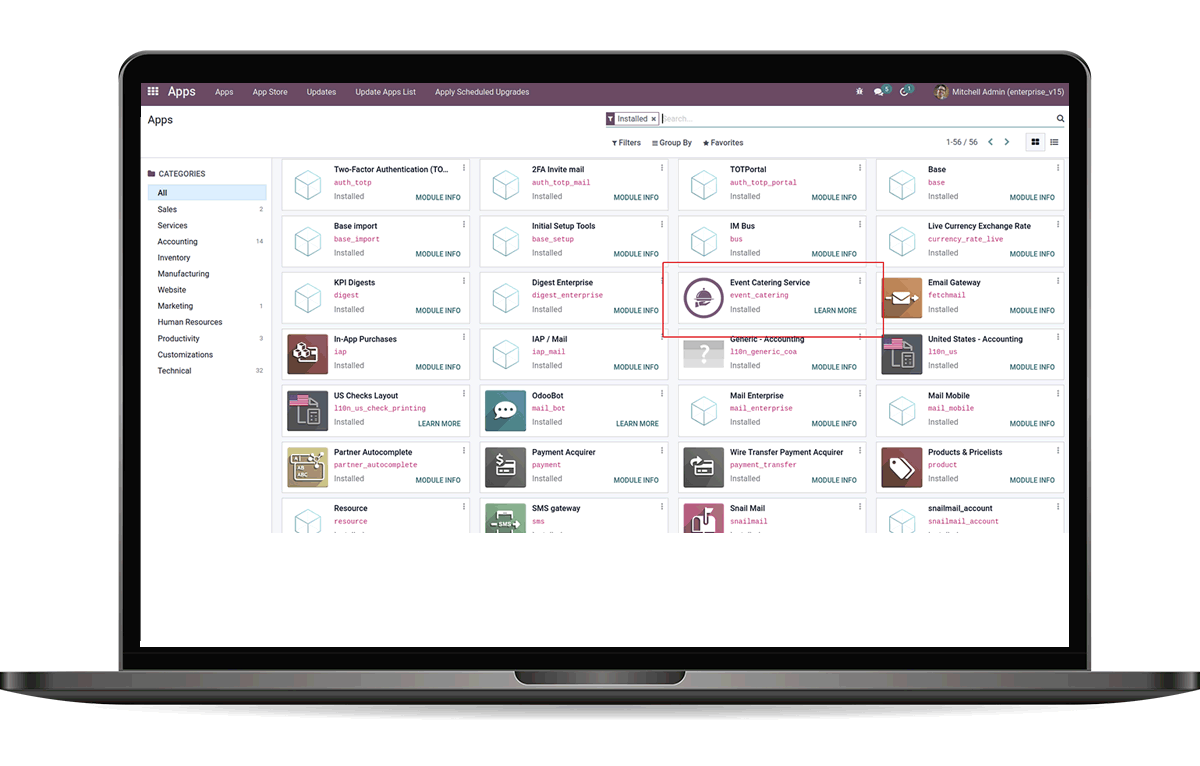 Apps Apps App Store Updates Update Apps List Apply Scheduled Upgrades 5 1 Mitchell Admin (enterprise_v15)
Apps Installed × Search...
Filters Group By Favorites 1-56 / 56
CATEGORIES
All
Sales 2
Services
Accounting 14
Inventory
Manufacturing
Website
Marketing 1
Human Resources
Productivity 3
Customizations
Technical 32
Two-Factor Authentication (TO...
auth_totp
Installed MODULE INFO
2FA Invite mail
auth_totp_mail
Installed MODULE INFO
TOTPortal
auth_totp_portal
Installed MODULE INFO
Base
base
Installed MODULE INFO
Base import
base_import
Installed MODULE INFO
Initial Setup Tools
base_setup
Installed MODULE INFO
IM Bus
bus
Installed MODULE INFO
Live Currency Exchange Rate
currency_rate_live
Installed MODULE INFO
KPI Digests
digest
Installed MODULE INFO
Digest Enterprise
digest_enterprise
Installed MODULE INFO
Event Catering Service
event_catering
Installed LEARN MORE
Email Gateway
fetchmail
Installed MODULE INFO
In-App Purchases
iap
Installed MODULE INFO
IAP / Mail
iap_mail
Installed MODULE INFO
Generic - Accounting
l10n_generic_coa
Installed MODULE INFO
United States - Accounting
l10n_us
Installed MODULE INFO
US Checks Layout
l10n_us_check_printing
Installed LEARN MORE
OdooBot
mail_bot
Installed LEARN MORE
Mail Enterprise
mail_enterprise
Installed MODULE INFO
Mail Mobile
mail_mobile
Installed MODULE INFO
Partner Autocomplete
partner_autocomplete
Installed MODULE INFO
Payment Acquirer
payment
Installed MODULE INFO
Wire Transfer Payment Acquirer
payment_transfer
Installed MODULE INFO
Products & Pricelists
product
Installed MODULE INFO
Resource
resource
SMS gateway
sms
SMS
Snail Mail
snailmail
snailmail_account
snailmail_account